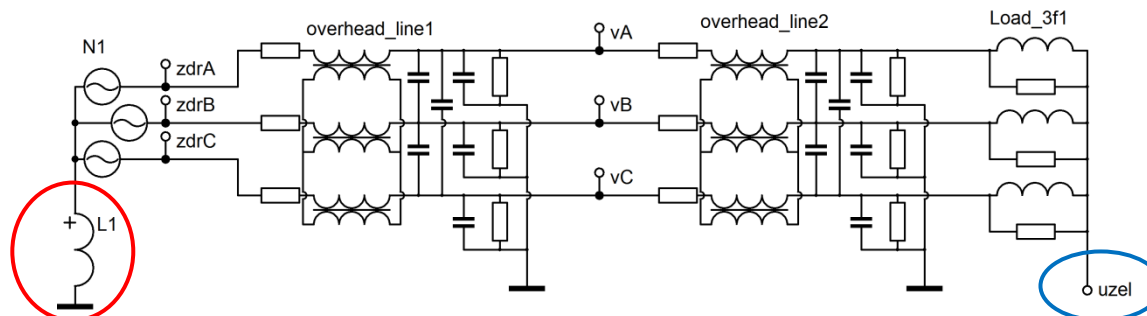 N1
zdrA
zdrB
zdrC
+ L1
overhead_line1
vA
vB
vC
overhead_line2
Load_3f1
uzel